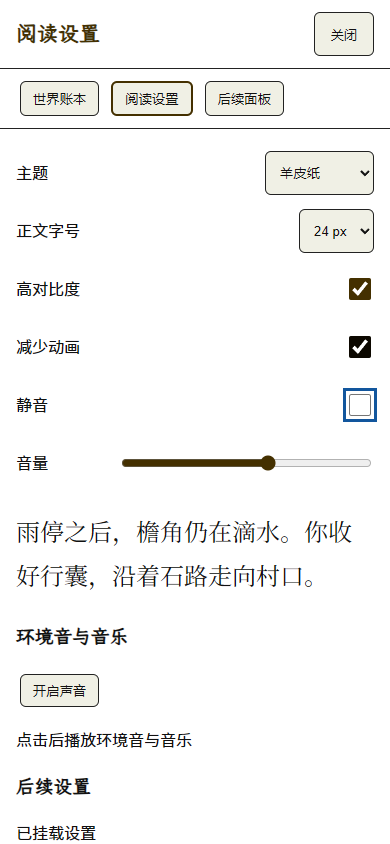 阅读设置
关闭
世界账本
阅读设置
后续面板
主题
羊皮纸
正文字号
24 px
高对比度
减少动画
静音
音量
雨停之后，檐角仍在滴水。你收
好行囊，沿着石路走向村口。
环境音与音乐
开启声音
点击后播放环境音与音乐
后续设置
已挂载设置